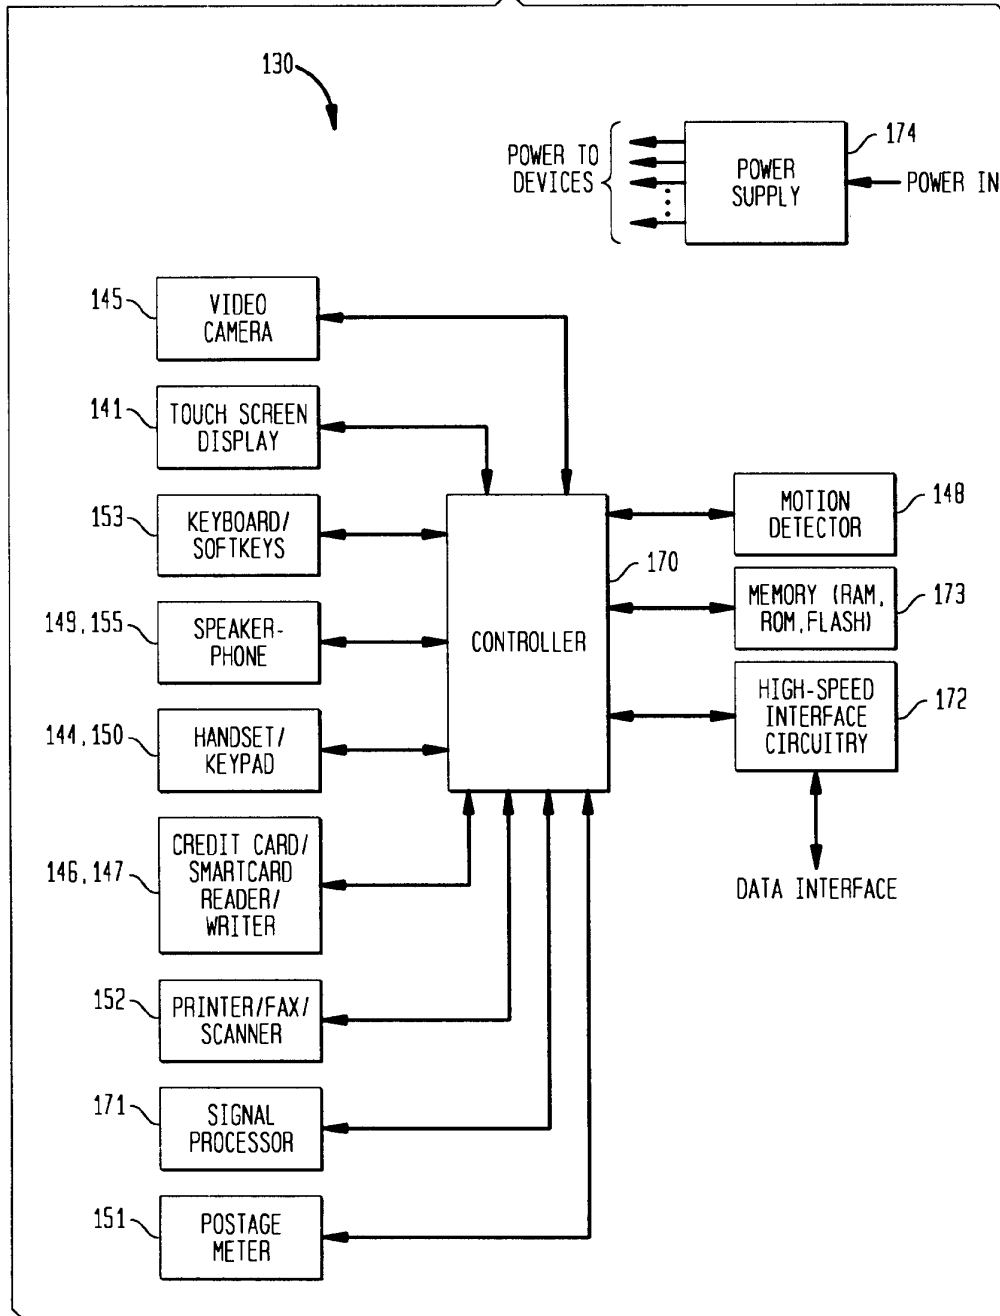 130
POWER TO
DEVICES
POWER
SUPPLY
174
POWER IN
145
VIDEO
CAMERA
141
TOUCH SCREEN
DISPLAY
153
KEYBOARD/
SOFTKEYS
149, 155
SPEAKER-
PHONE
144, 150
HANDSET/
KEYPAD
146, 147
CREDIT CARD/
SMARTCARD
READER/
WRITER
152
PRINTER/FAX/
SCANNER
171
SIGNAL
PROCESSOR
151
POSTAGE
METER
CONTROLLER
170
MOTION
DETECTOR
148
MEMORY (RAM,
ROM, FLASH)
173
HIGH-SPEED
INTERFACE
CIRCUITRY
172
DATA INTERFACE